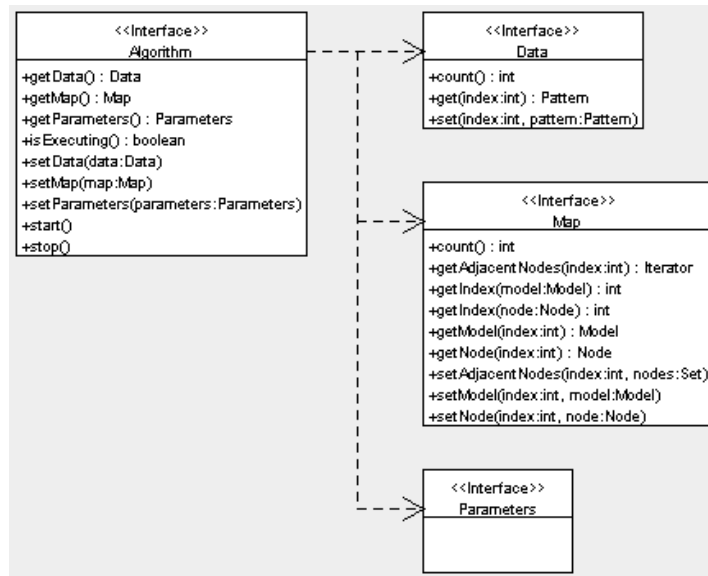 <<Interface>>
Algorithm
+getData() : Data
+getMap() : Map
+getParameters() : Parameters
+isExecuting() : boolean
+setData(data:Data)
+setMap(map:Map)
+setParameters(parameters:Parameters)
+start()
+stop()
<<Interface>>
Data
+count() : int
+get(index:int) : Pattern
+set(index:int, pattern:Pattern)
<<Interface>>
Map
+count() : int
+getAdjacentNodes(index:int) : Iterator
+getIndex(model:Model) : int
+getIndex(node:Node) : int
+getModel(index:int) : Model
+getNode(index:int) : Node
+setAdjacentNodes(index:int, nodes:Set)
+setModel(index:int, model:Model)
+setNode(index:int, node:Node)
<<Interface>>
Parameters